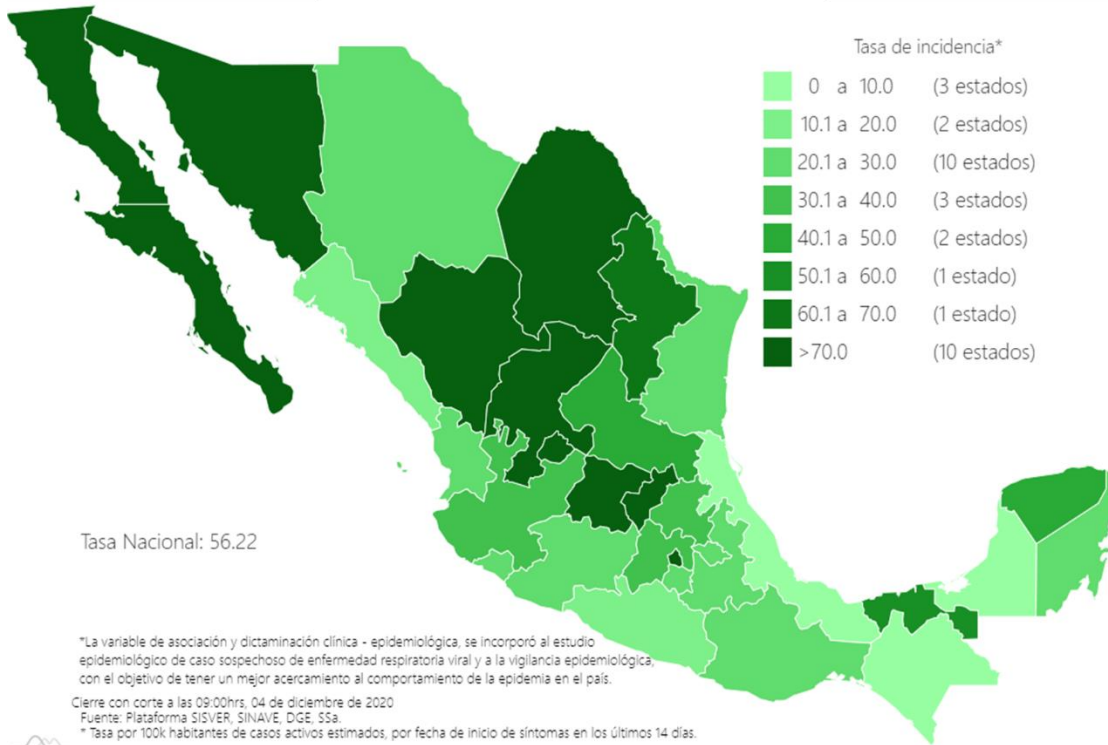 Tasa de incidencia*
0 a 10.0 (3 estados)
10.1 a 20.0 (2 estados)
20.1 a 30.0 (10 estados)
30.1 a 40.0 (3 estados)
40.1 a 50.0 (2 estados)
50.1 a 60.0 (1 estado)
60.1 a 70.0 (1 estado)
>70.0 (10 estados)
Tasa Nacional: 56.22
*La variable de asociación y dictaminación clínica - epidemiológica, se incorporó al estudio
epidemiológico de caso sospechoso de enfermedad respiratoria viral y a la vigilancia epidemiológica,
con el objetivo de tener un mejor acercamiento al comportamiento de la epidemia en el país.
Cierre con corte a las 09:00hrs, 04 de diciembre de 2020
Fuente: Plataforma SISVER, SINAVE, DGE, SSa.
* Tasa por 100k habitantes de casos activos estimados, por fecha de inicio de síntomas en los últimos 14 días.